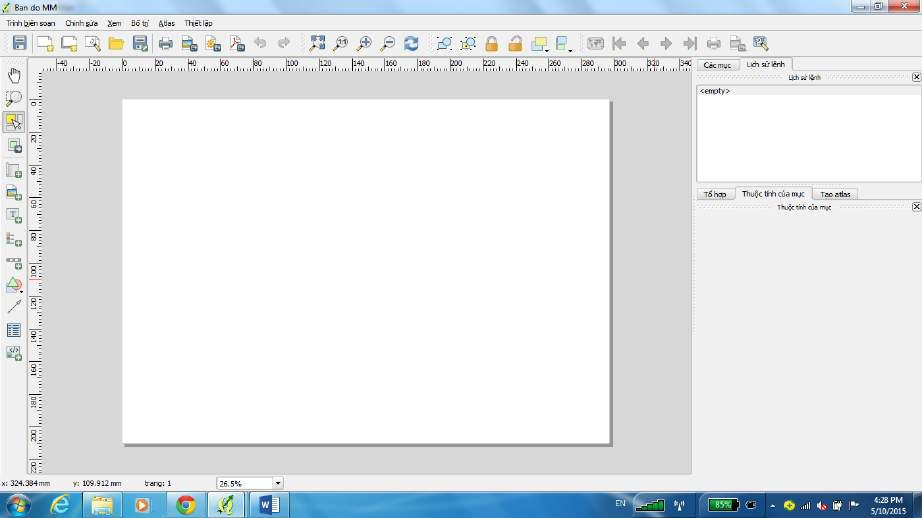 Ban do MM
Trình biên soạn Chỉnh sửa Xem Bố trí Atlas Thiết lập
-40 -20 0 20 40 60 80 100 120 140 160 180 200 220 240 260 280 300 320 340
Các mục Lịch sử lệnh
Lịch sử lệnh
<empty>
Tổ hợp Thuộc tính của mục Tạo atlas
Thuộc tính của mục
0
20
40
60
80
100
120
140
160
180
200
220
x: 324.384 mm y: 109.912 mm trang: 1 26.5%
EN 85% 4:28 PM
5/10/2015